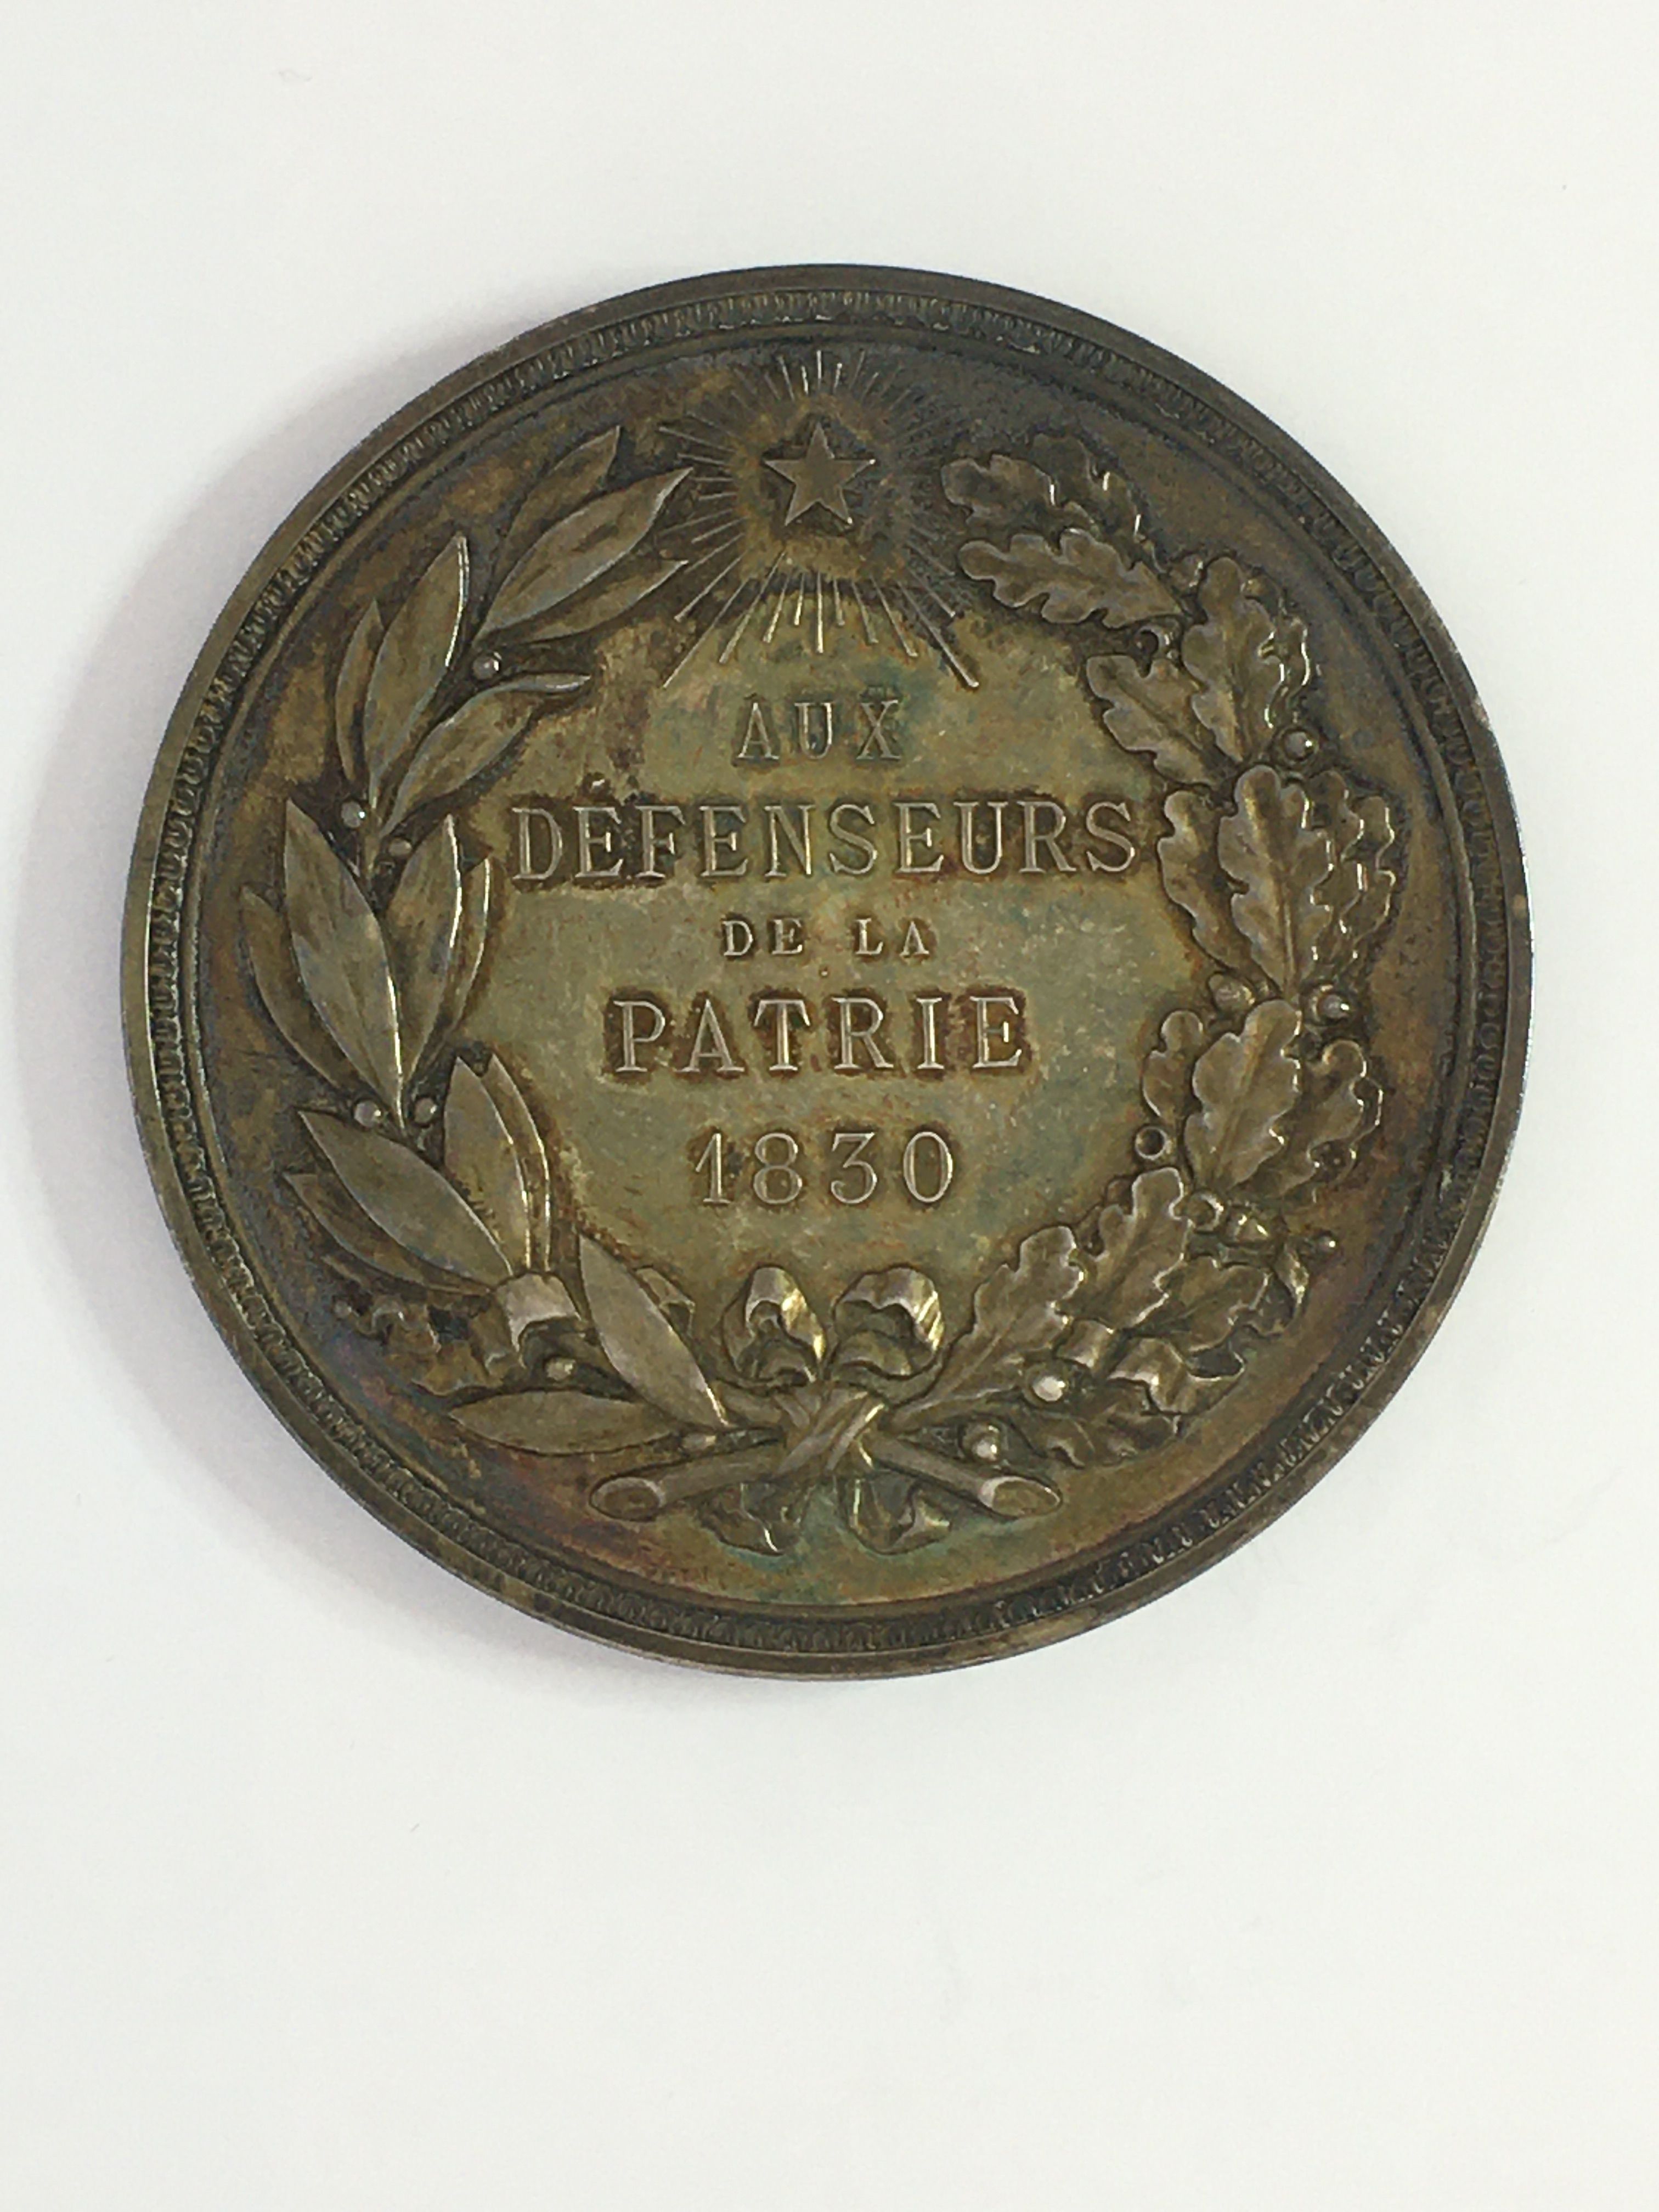 AUX
DÉFENSEURS
DE LA
PATRIE
1830